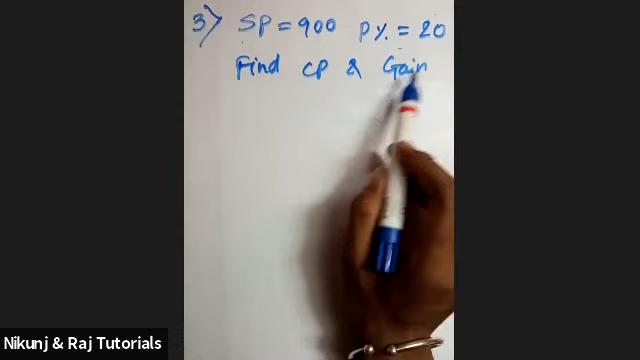 3) SP = 900 P%. = 20
Find CP & Gain
Nikunj & Raj Tutorials